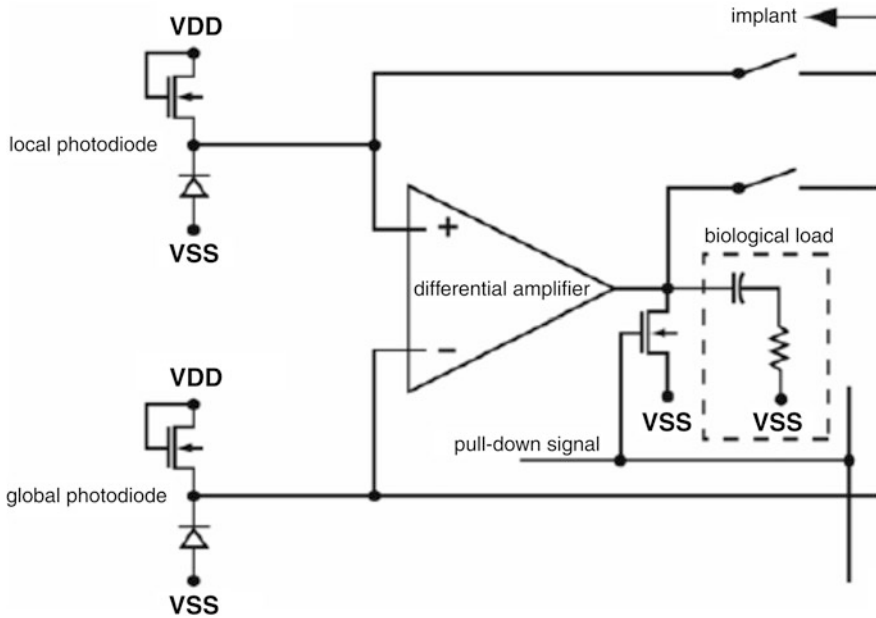 implant
VDD
local photodiode
VSS
+
biological load
differential amplifier
-
VDD
VSS
VSS
pull-down signal
global photodiode
VSS